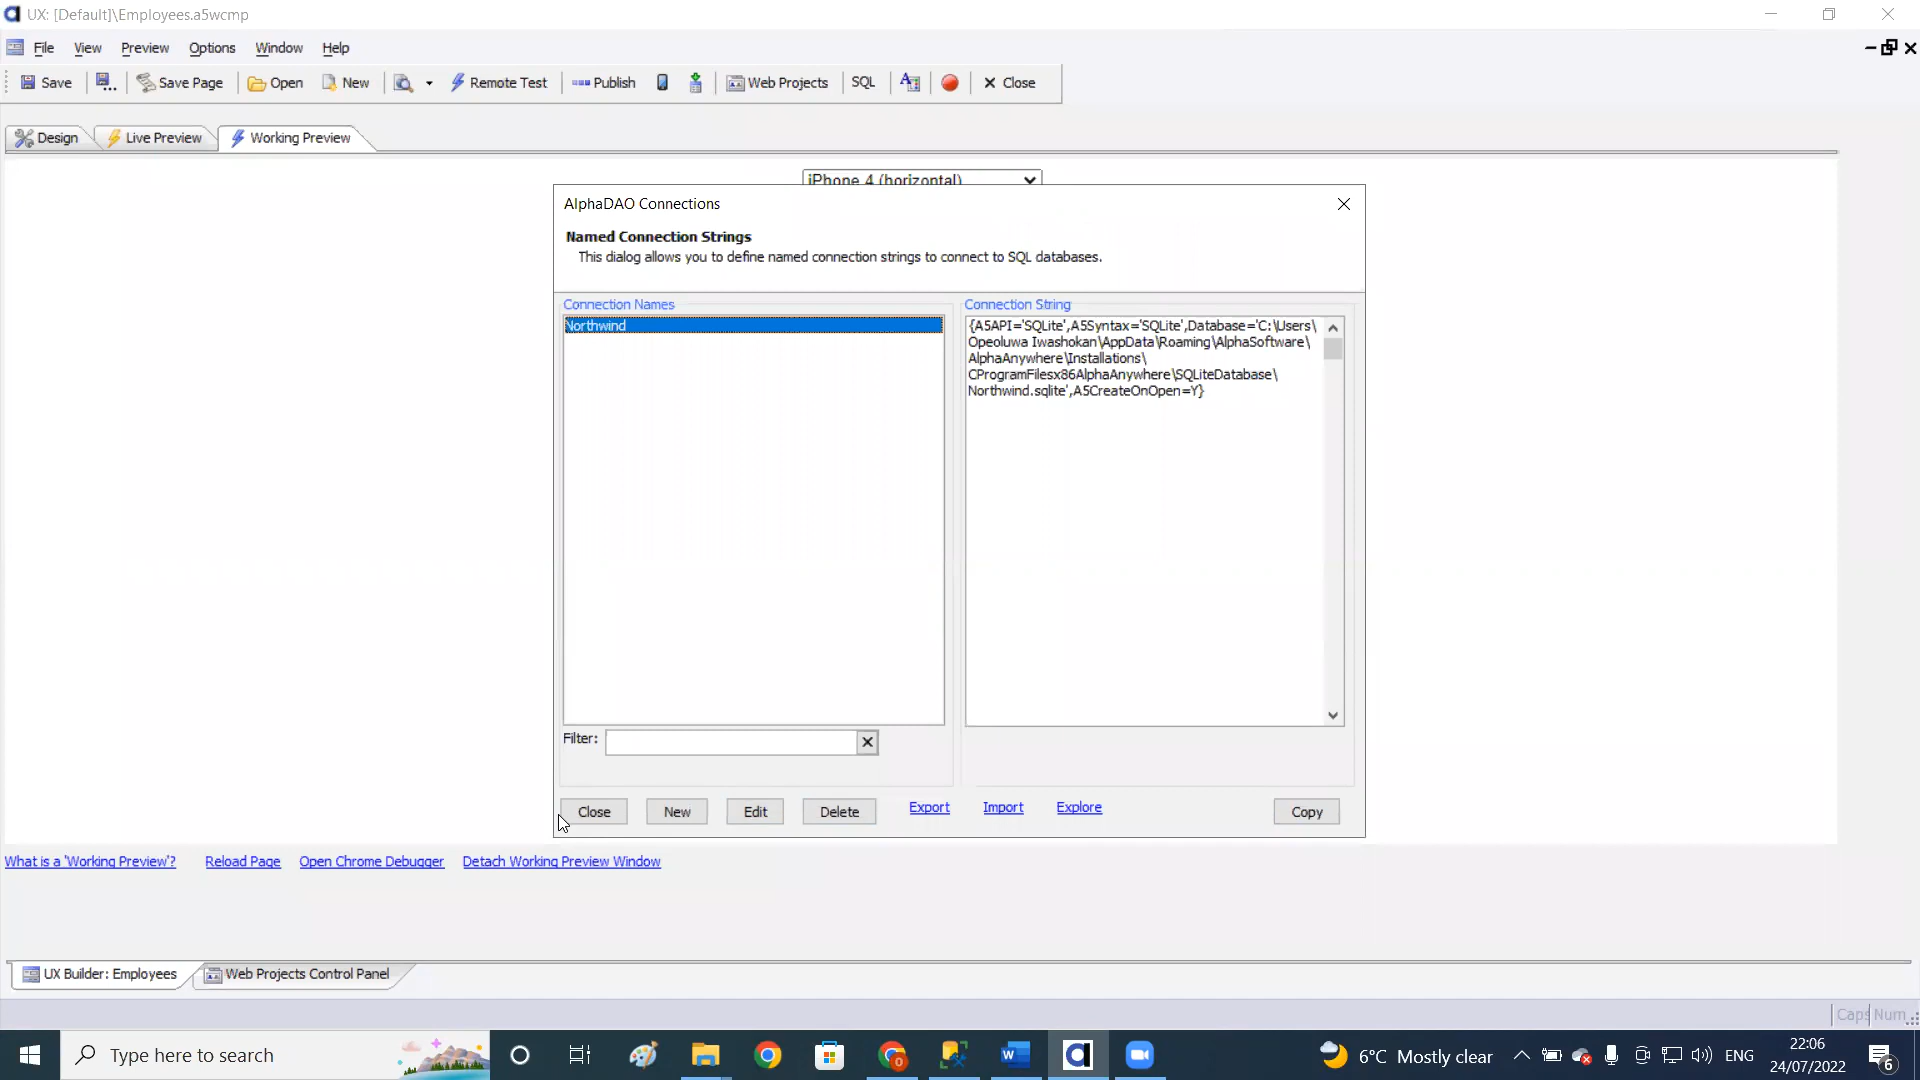 UX: [Default]\Employees.a5wcmp
File View Preview Options Window Help
Save Save Page Open New Remote Test Publish Web Projects SQL Close
Design Live Preview Working Preview
iPhone 4 (horizontal)
AlphaDAO Connections
Named Connection Strings
This dialog allows you to define named connection strings to connect to SQL databases.
Connection Names
Connection String
Northwind
{A5API='SQLite',A5Syntax='SQLite',Database='C:\Users\
Opeoluwa Iwashokan\AppData\Roaming\AlphaSoftware\
AlphaAnywhere\Installations\
CProgramFilesx86AlphaAnywhere\SQLiteDatabase\
Northwind.sqlite',A5CreateOnOpen=Y}
Filter:
Close New Edit Delete Export Import Explore Copy
What is a 'Working Preview'? Reload Page Open Chrome Debugger Detach Working Preview Window
UX Builder: Employees Web Projects Control Panel
Caps Num
Type here to search
6°C Mostly clear
ENG
22:06
24/07/2022
6